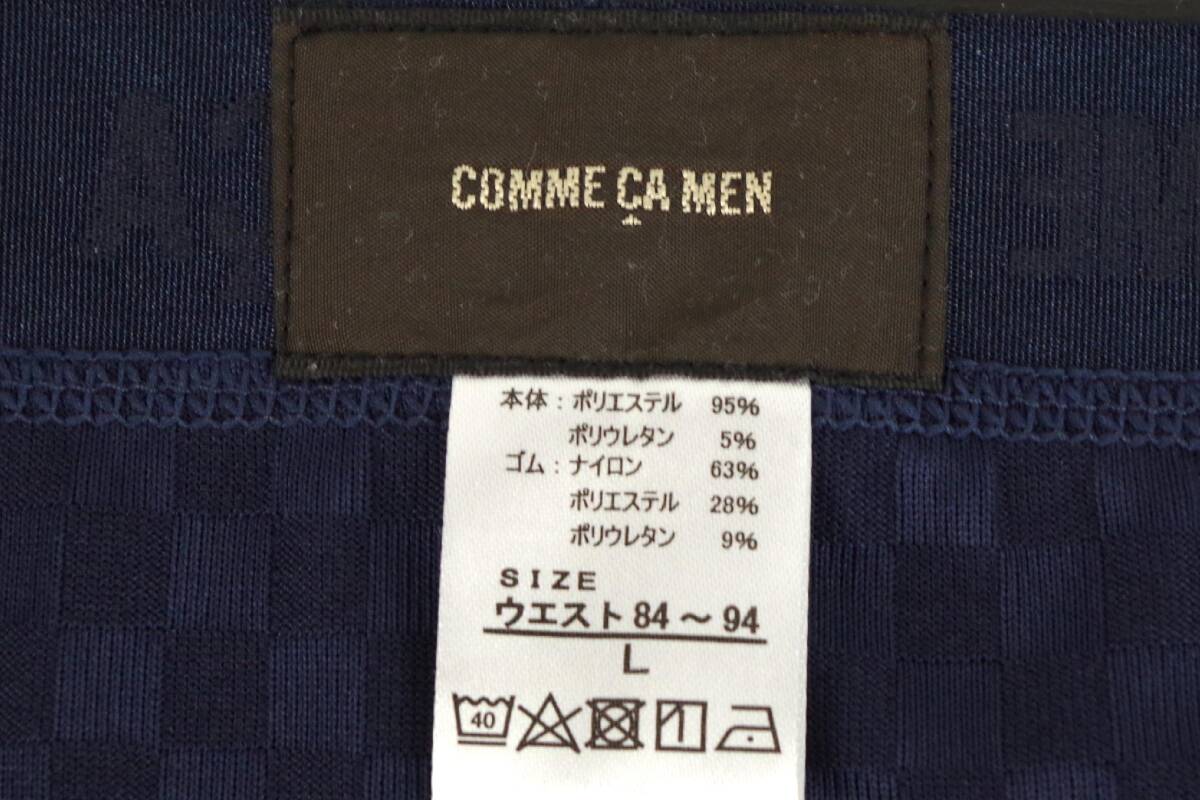 COMME ÇA MEN
本体：ポリエステル 95%
ポリウレタン 5%
ゴム：ナイロン 63%
ポリエステル 28%
ポリウレタン 9%
SIZE
ウエスト 84～94
L
40